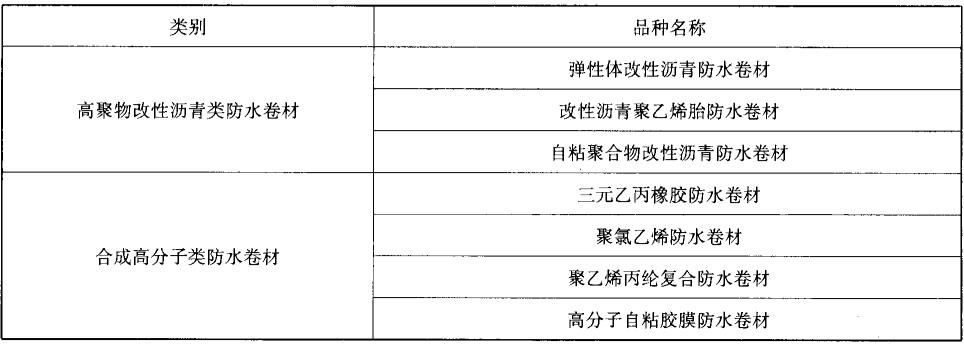 类别
品种名称
高聚物改性沥青类防水卷材
弹性体改性沥青防水卷材
改性沥青聚乙烯胎防水卷材
自粘聚合物改性沥青防水卷材
合成高分子类防水卷材
三元乙丙橡胶防水卷材
聚氯乙烯防水卷材
聚乙烯丙纶复合防水卷材
高分子自粘胶膜防水卷材